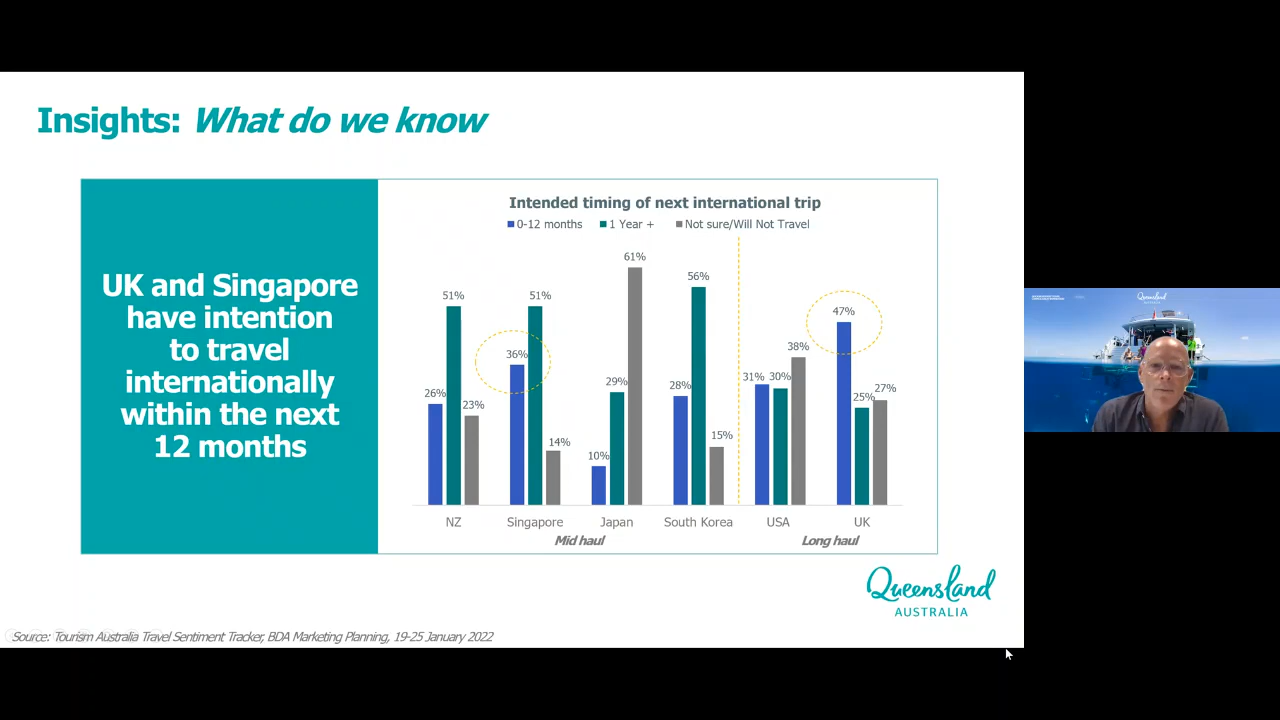 Insights: What do we know
UK and Singapore
have intention
to travel
internationally
within the next
12 months
Intended timing of next international trip
0-12 months 1 Year + Not sure/Will Not Travel
26% 51% 23%
36% 51% 14%
10% 29% 61%
28% 56% 15%
31% 30% 38%
47% 25% 27%
NZ Singapore Japan South Korea USA UK
Mid haul Long haul
Queensland
AUSTRALIA
Source: Tourism Australia Travel Sentiment Tracker, BDA Marketing Planning, 19-25 January 2022
Queensland
AUSTRALIA